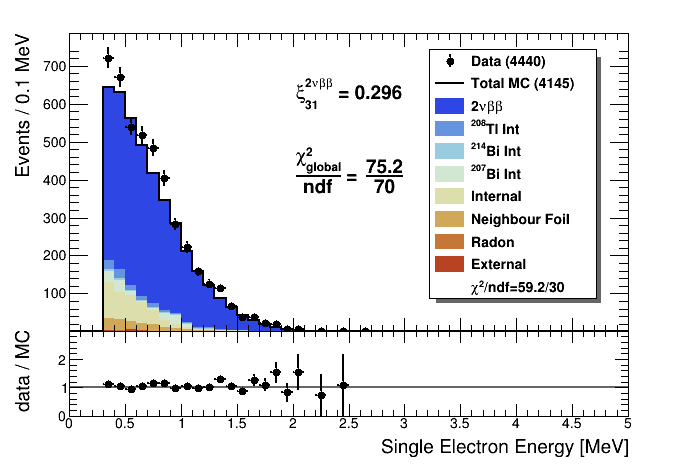 Events / 0.1 MeV
700
600
500
400
300
200
100
ξ₃₁²ᵛᵝᵝ = 0.296
χ²global/ndf = 75.2/70
Data (4440)
Total MC (4145)
2νββ
²⁰⁸Tl Int
²¹⁴Bi Int
²⁰⁷Bi Int
Internal
Neighbour Foil
Radon
External
χ²/ndf=59.2/30
data / MC
2
1
0
0 0.5 1 1.5 2 2.5 3 3.5 4 4.5 5
Single Electron Energy [MeV]